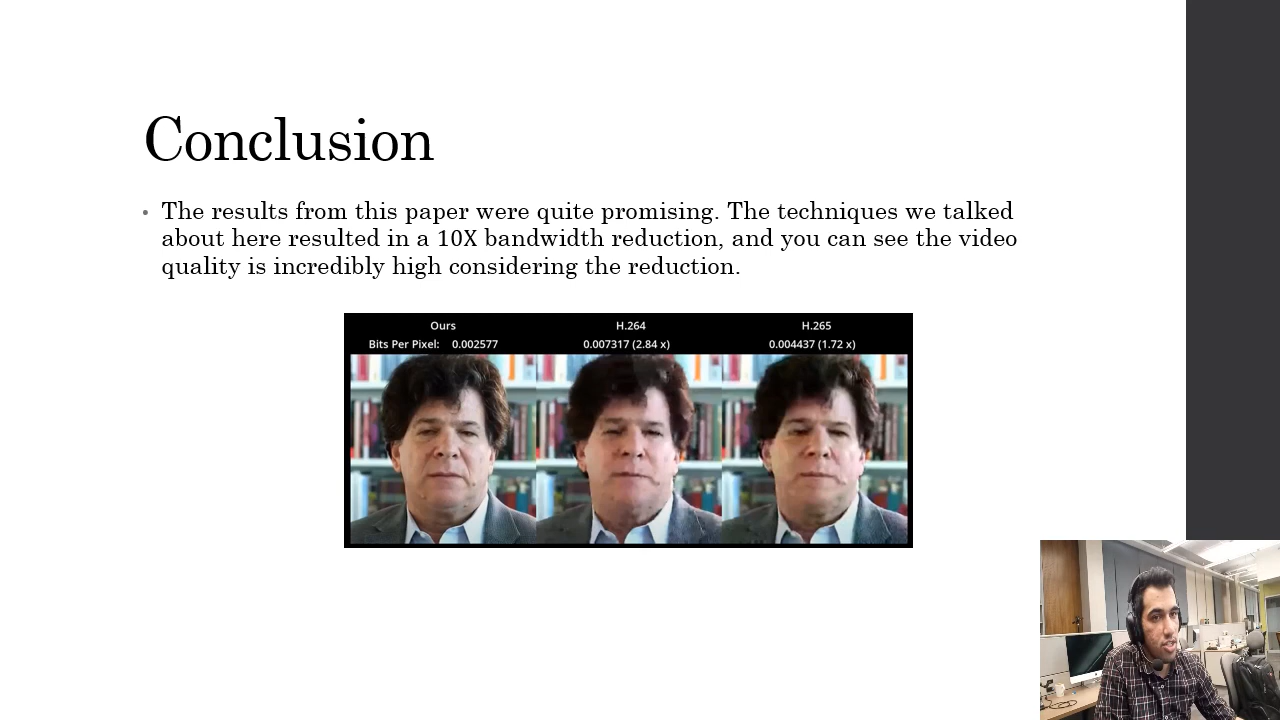 Conclusion
• The results from this paper were quite promising. The techniques we talked
about here resulted in a 10X bandwidth reduction, and you can see the video
quality is incredibly high considering the reduction.
Ours H.264 H.265
Bits Per Pixel: 0.002577 0.007317 (2.84 x) 0.004437 (1.72 x)